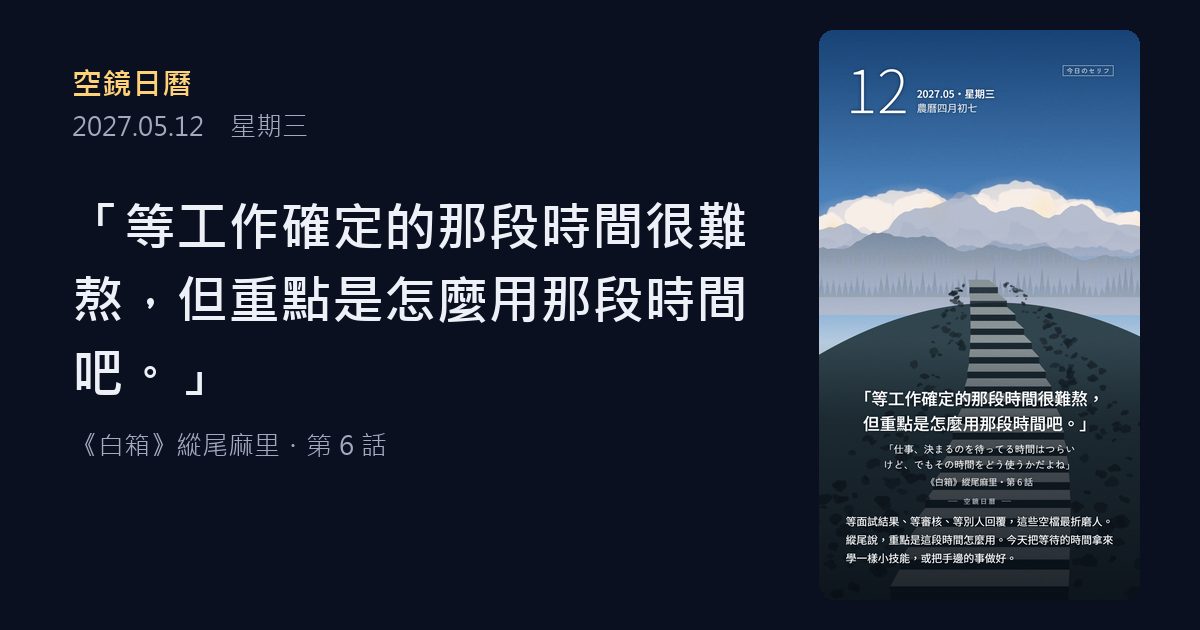 空鏡日曆
2027.05.12　星期三
「等工作確定的那段時間很難
熬，但重點是怎麼用那段時間
吧。」
《白箱》縱尾麻里．第 6 話
12
2027.05・星期三
農曆四月初七
今日のセリフ
「等工作確定的那段時間很難熬，
但重點是怎麼用那段時間吧。」
「仕事、決まるのを待ってる時間はつらい
けど、でもその時間をどう使うかだよね」
《白箱》縱尾麻里・第 6 話
空鏡日曆
等面試結果、等審核、等別人回覆，這些空檔最折磨人。
縱尾說，重點是這段時間怎麼用。今天把等待的時間拿來
學一樣小技能，或把手邊的事做好。